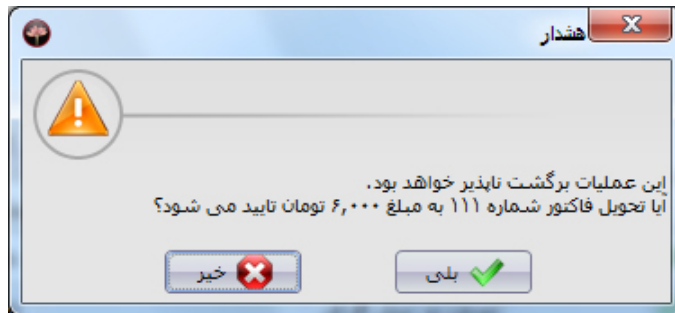 هشدار
این عملیات برگشت ناپذیر خواهد بود.
آیا تحویل فاکتور شماره ۱۱۱ به مبلغ ۶,۰۰۰ تومان تایید می شود؟
بلی
خیر